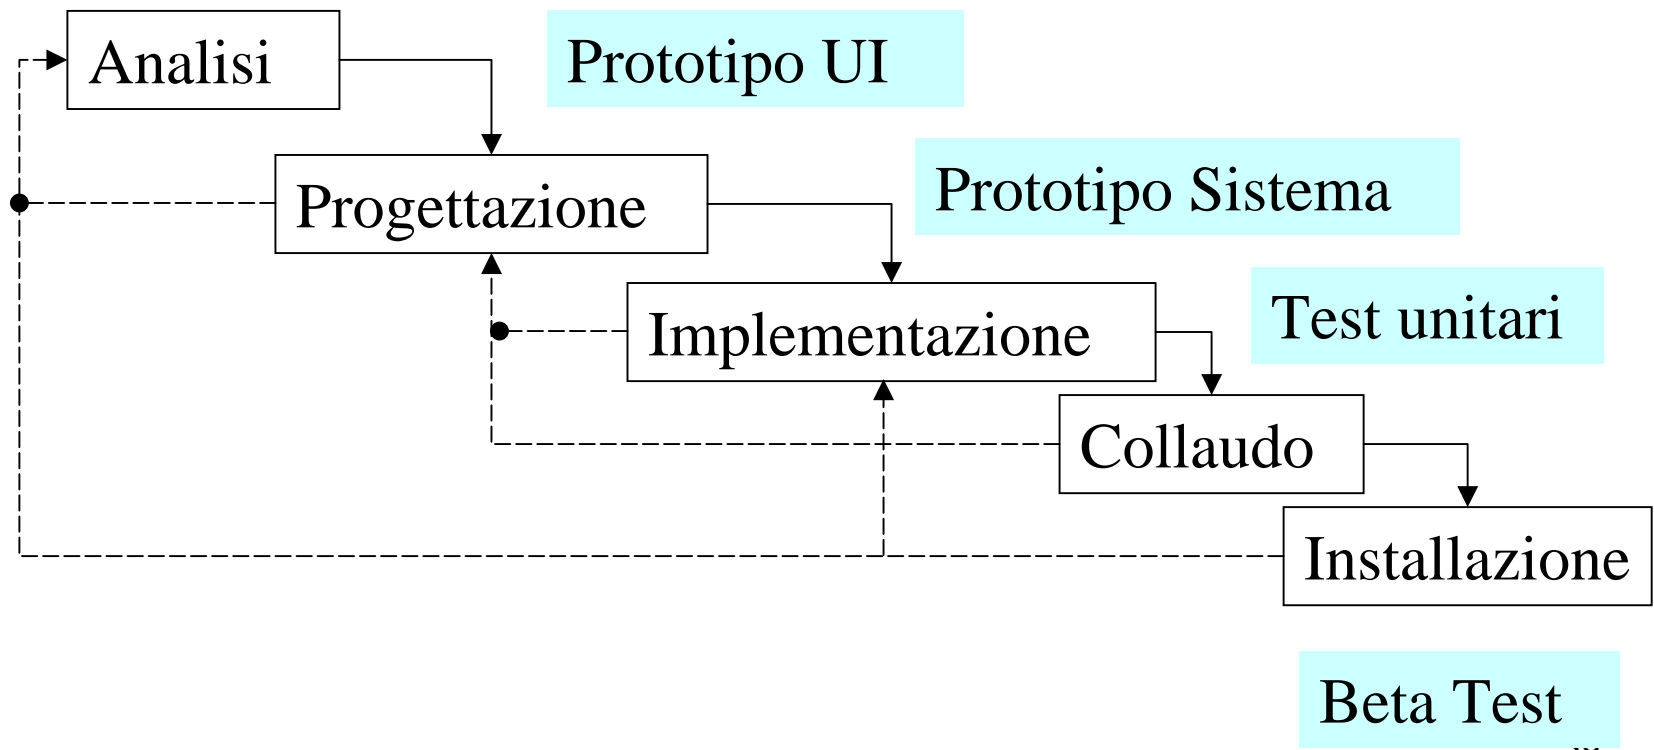 Analisi
Prototipo UI
Progettazione
Prototipo Sistema
Implementazione
Test unitari
Collaudo
Installazione
Beta Test